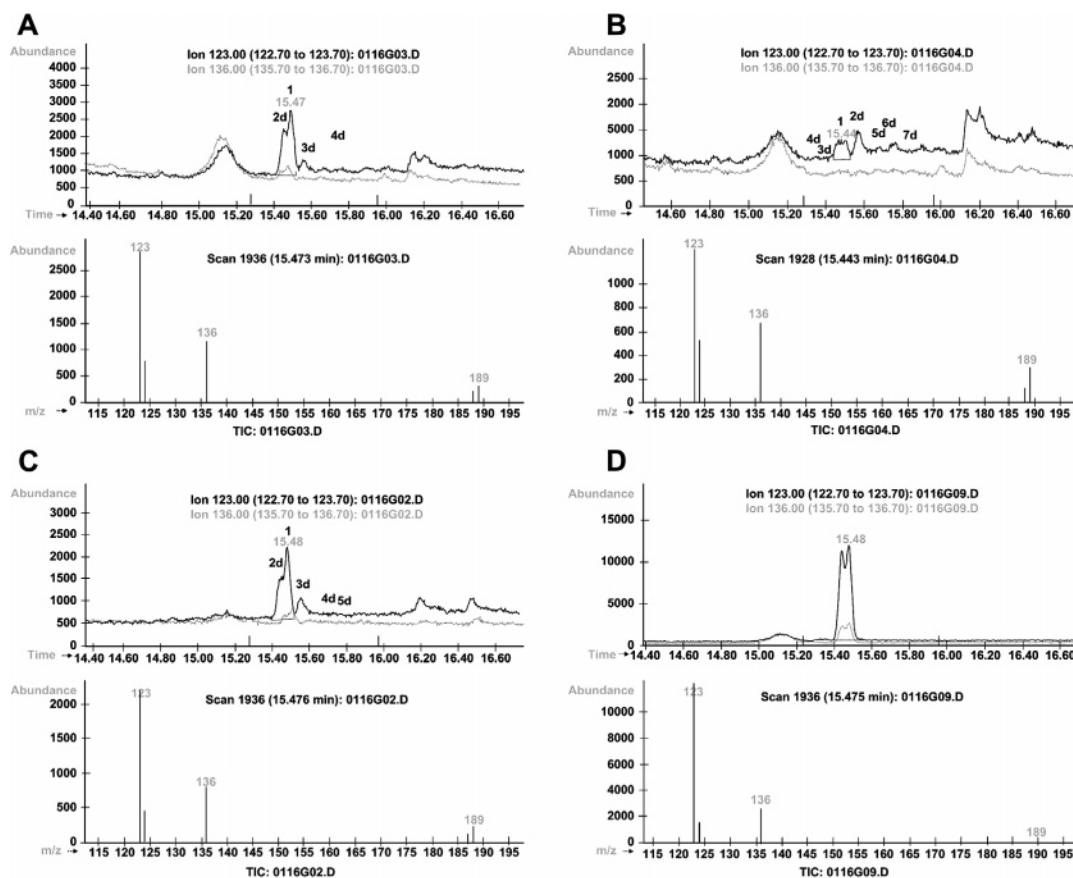 A
Abundance
Ion 123.00 (122.70 to 123.70): 0116G03.D
Ion 136.00 (135.70 to 136.70): 0116G03.D
4000
3500
3000
2500
2000
1500
1000
500
0
1
15.47
2d
3d
4d
Time
14.40 14.60 14.80 15.00 15.20 15.40 15.60 15.80 16.00 16.20 16.40 16.60
Abundance
Scan 1936 (15.473 min): 0116G03.D
2500
2000
1500
1000
500
0
123
136
189
m/z
115 120 125 130 135 140 145 150 155 160 165 170 175 180 185 190 195
TIC: 0116G03.D
B
Abundance
Ion 123.00 (122.70 to 123.70): 0116G04.D
Ion 136.00 (135.70 to 136.70): 0116G04.D
2500
2000
5000
1000
500
0
4d
3d
1
15.44
2d
5d
6d
7d
Time
14.60 14.80 15.00 15.20 15.40 15.60 15.80 16.00 16.20 16.40 16.60
Abundance
Scan 1928 (15.443 min): 0116G04.D
1000
800
600
400
200
0
123
136
189
m/z
115 120 125 130 135 140 145 150 155 160 165 170 175 180 185 190 195
TIC: 0116G04.D
C
Abundance
Ion 123.00 (122.70 to 123.70): 0116G02.D
Ion 136.00 (135.70 to 136.70): 0116G02.D
3000
2500
2000
1500
1000
500
0
1
15.48
2d
3d
4d
5d
Time
14.40 14.60 14.80 15.00 15.20 15.40 15.60 15.80 16.00 16.20 16.40 16.60
Abundance
Scan 1936 (15.476 min): 0116G02.D
2000
1500
1000
500
0
123
136
189
m/z
115 120 125 130 135 140 145 150 155 160 165 170 175 180 185 190 195
TIC: 0116G02.D
D
Abundance
Ion 123.00 (122.70 to 123.70): 0116G09.D
Ion 136.00 (135.70 to 136.70): 0116G09.D
15000
10000
5000
0
15.48
Time
14.40 14.60 14.80 15.00 15.20 15.40 15.60 15.80 16.00 16.20 16.40 16.60
Abundance
Scan 1936 (15.475 min): 0116G09.D
10000
8000
6000
4000
2000
0
123
136
189
m/z
115 120 125 130 135 140 145 150 155 160 165 170 175 180 185 190 195
TIC: 0116G09.D